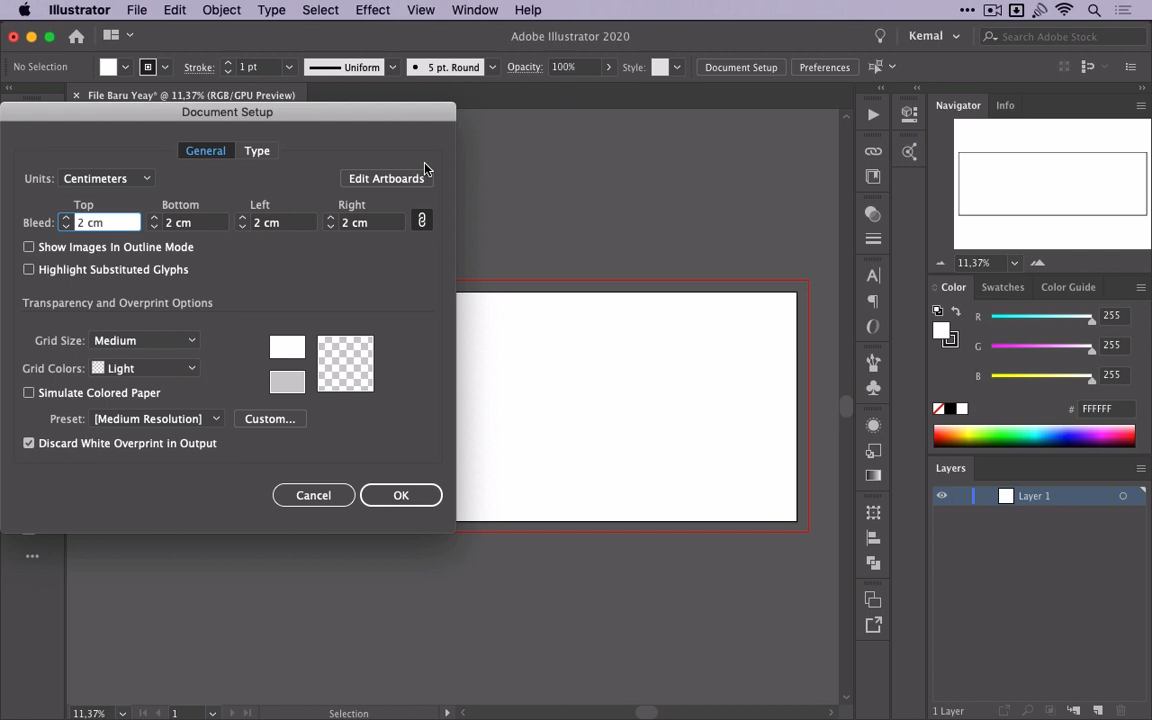 Illustrator File Edit Object Type Select Effect View Window Help
Adobe Illustrator 2020 Kemal Search Adobe Stock
No Selection Stroke: 1 pt Uniform 5 pt. Round Opacity: 100% Style: Document Setup Preferences
File Baru Yeay* @ 11,37% (RGB/GPU Preview)
Document Setup
General Type
Units: Centimeters Edit Artboards
Top Bottom Left Right
Bleed: 2 cm 2 cm 2 cm 2 cm
Show Images In Outline Mode
Highlight Substituted Glyphs
Transparency and Overprint Options
Grid Size: Medium
Grid Colors: Light
Simulate Colored Paper
Preset: [Medium Resolution] Custom...
Discard White Overprint in Output
Cancel OK
Navigator Info
11,37%
Color Swatches Color Guide
R 255
G 255
B 255
# FFFFFF
Layers
Layer 1
1 Layer
11,37% 1 Selection